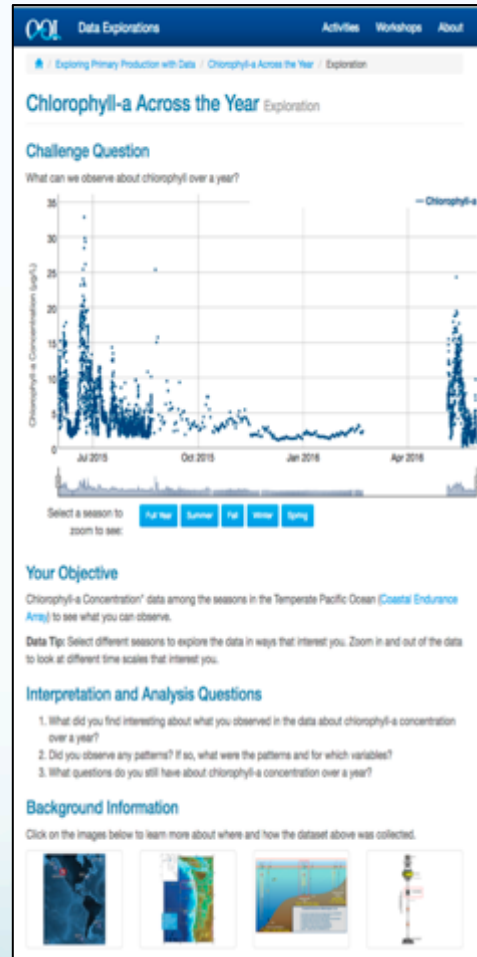 OOI Data Explorations Activities Workshops About
/ Exploring Primary Production with Data / Chlorophyll-a Across the Year / Exploration
Chlorophyll-a Across the Year Exploration
Challenge Question
What can we observe about chlorophyll over a year?
Chlorophyll-a
Chlorophyll-a Concentration (µg/L)
35
30
25
20
15
10
5
0
Jul 2015 Oct 2015 Jan 2016 Apr 2016
Select a season to
zoom to see:
Full Year Summer Fall Winter Spring
Your Objective
Chlorophyll-a Concentration* data among the seasons in the Temperate Pacific Ocean (Coastal Endurance
Array) to see what you can observe.
Data Tip: Select different seasons to explore the data in ways that interest you. Zoom in and out of the data
to look at different time scales that interest you.
Interpretation and Analysis Questions
1. What did you find interesting about what you observed in the data about chlorophyll-a concentration
over a year?
2. Did you observe any patterns? If so, what were the patterns and for which variables?
3. What questions do you still have about chlorophyll-a concentration over a year?
Background Information
Click on the images below to learn more about where and how the dataset above was collected.